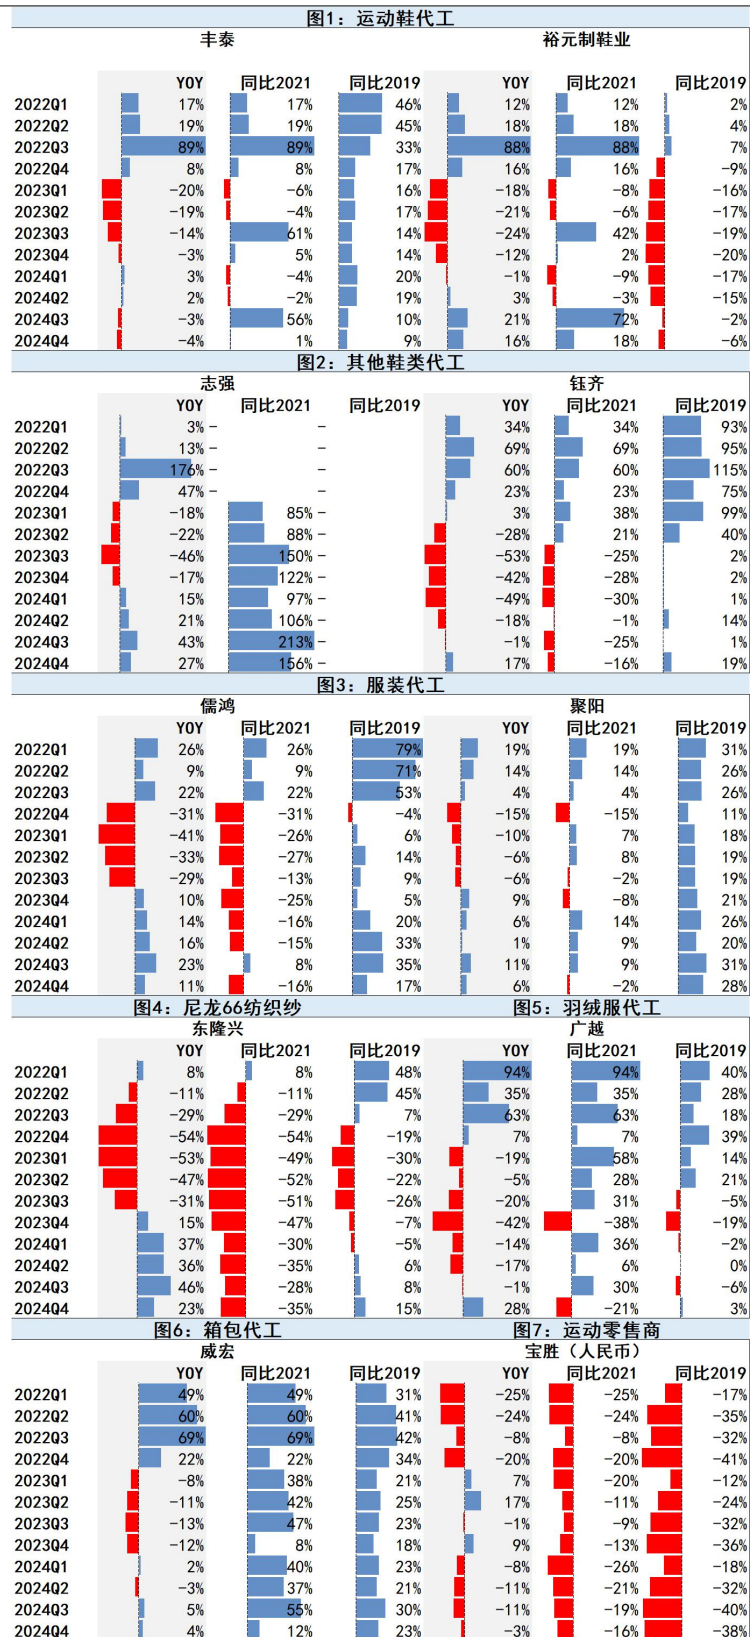 图1：运动鞋代工
丰泰 裕元制鞋业
YOY 同比2021 同比2019 YOY 同比2021 同比2019
2022Q1 17% 17% 46% 12% 12% 2%
2022Q2 19% 19% 45% 18% 18% 4%
2022Q3 89% 89% 33% 88% 88% 7%
2022Q4 8% 8% 17% 16% 16% -9%
2023Q1 -20% -6% 16% -18% -8% -16%
2023Q2 -19% -4% 17% -21% -6% -17%
2023Q3 -14% 61% 14% -24% 42% -19%
2023Q4 -3% 5% 14% -12% 2% -20%
2024Q1 3% -4% 20% -1% -9% -17%
2024Q2 2% -2% 19% 3% -3% -15%
2024Q3 -3% 56% 10% 21% 72% -2%
2024Q4 -4% 1% 9% 16% 18% -6%
图2：其他鞋类代工
志强 钰齐
YOY 同比2021 同比2019 YOY 同比2021 同比2019
2022Q1 3% - - 34% 34% 93%
2022Q2 13% - - 69% 69% 95%
2022Q3 176% - - 60% 60% 115%
2022Q4 47% - - 23% 23% 75%
2023Q1 -18% 85% - 3% 38% 99%
2023Q2 -22% 88% - -28% 21% 40%
2023Q3 -46% 150% - -53% -25% 2%
2023Q4 -17% 122% - -42% -28% 2%
2024Q1 15% 97% - -49% -30% 1%
2024Q2 21% 106% - -18% -1% 14%
2024Q3 43% 213% - -1% -25% 1%
2024Q4 27% 156% - 17% -16% 19%
图3：服装代工
儒鸿 聚阳
YOY 同比2021 同比2019 YOY 同比2021 同比2019
2022Q1 26% 26% 79% 19% 19% 31%
2022Q2 9% 9% 71% 14% 14% 26%
2022Q3 22% 22% 53% 4% 4% 26%
2022Q4 -31% -31% -4% -15% -15% 11%
2023Q1 -41% -26% 6% -10% 7% 18%
2023Q2 -33% -27% 14% -6% 8% 19%
2023Q3 -29% -13% 9% -6% -2% 19%
2023Q4 10% -25% 5% 9% -8% 21%
2024Q1 14% -16% 20% 6% 14% 26%
2024Q2 16% -15% 33% 1% 9% 20%
2024Q3 23% 8% 35% 11% 9% 31%
2024Q4 11% -16% 17% 6% -2% 28%
图4：尼龙66纺织纱 图5：羽绒服代工
东隆兴 广越
YOY 同比2021 同比2019 YOY 同比2021 同比2019
2022Q1 8% 8% 48% 94% 94% 40%
2022Q2 -11% -11% 45% 35% 35% 28%
2022Q3 -29% -29% 7% 63% 63% 18%
2022Q4 -54% -54% -19% 7% 7% 39%
2023Q1 -53% -49% -30% -19% 58% 14%
2023Q2 -47% -52% -22% -5% 28% 21%
2023Q3 -31% -51% -26% -20% 31% -5%
2023Q4 15% -47% -7% -42% -38% -19%
2024Q1 37% -30% -5% -14% 36% -2%
2024Q2 36% -35% 6% -17% 6% 0%
2024Q3 46% -28% 8% -1% 30% -6%
2024Q4 23% -35% 15% 28% -21% 3%
图6：箱包代工 图7：运动零售商
威宏 宝胜（人民币）
YOY 同比2021 同比2019 YOY 同比2021 同比2019
2022Q1 49% 49% 31% -25% -25% -17%
2022Q2 60% 60% 41% -24% -24% -35%
2022Q3 69% 69% 42% -8% -8% -32%
2022Q4 22% 22% 34% -20% -20% -41%
2023Q1 -8% 38% 21% 7% -20% -12%
2023Q2 -11% 42% 25% 17% -11% -24%
2023Q3 -13% 47% 23% -1% -9% -32%
2023Q4 -12% 8% 18% 9% -13% -36%
2024Q1 2% 40% 23% -8% -26% -18%
2024Q2 -3% 37% 21% -11% -21% -32%
2024Q3 5% 55% 30% -11% -19% -40%
2024Q4 4% 12% 23% -3% -16% -38%